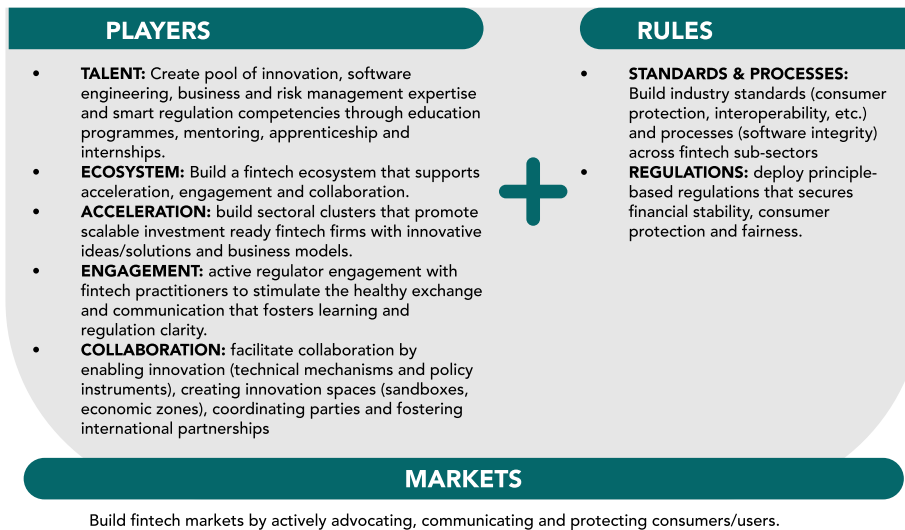 PLAYERS
• TALENT: Create pool of innovation, software
engineering, business and risk management expertise
and smart regulation competencies through education
programmes, mentoring, apprenticeship and
internships.
• ECOSYSTEM: Build a fintech ecosystem that supports
acceleration, engagement and collaboration.
• ACCELERATION: build sectoral clusters that promote
scalable investment ready fintech firms with innovative
ideas/solutions and business models.
• ENGAGEMENT: active regulator engagement with
fintech practitioners to stimulate the healthy exchange
and communication that fosters learning and
regulation clarity.
• COLLABORATION: facilitate collaboration by
enabling innovation (technical mechanisms and policy
instruments), creating innovation spaces (sandboxes,
economic zones), coordinating parties and fostering
international partnerships
RULES
• STANDARDS & PROCESSES:
Build industry standards (consumer
protection, interoperability, etc.)
and processes (software integrity)
across fintech sub-sectors
• REGULATIONS: deploy principle-
based regulations that secures
financial stability, consumer
protection and fairness.
MARKETS
Build fintech markets by actively advocating, communicating and protecting consumers/users.